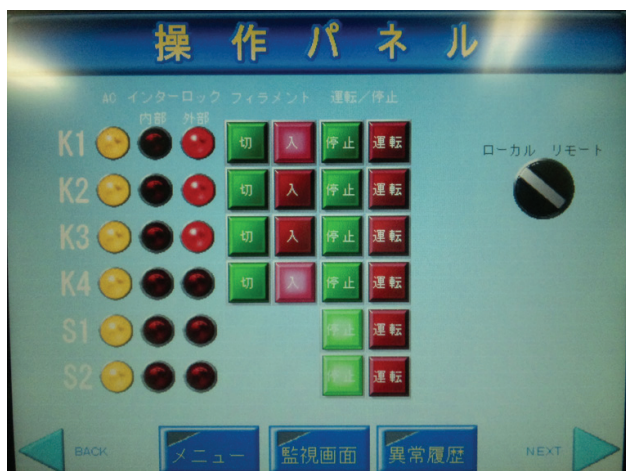 操作パネル
AC インターロック フィラメント 運転／停止
内部 外部
K1 切 入 停止 運転
ローカル リモート
K2 切 入 停止 運転
K3 切 入 停止 運転
K4 切 入 停止 運転
S1 停止 運転
S2 停止 運転
BACK メニュー 監視画面 異常履歴 NEXT